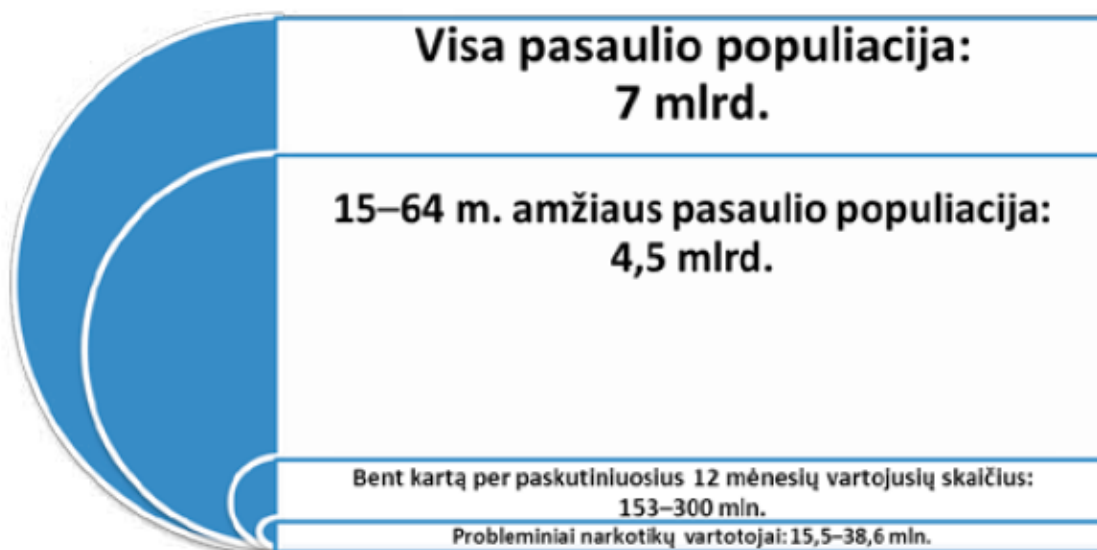 Visa pasaulio populiacija:
7 mlrd.
15–64 m. amžiaus pasaulio populiacija:
4,5 mlrd.
Bent kartą per paskutiniuosius 12 mėnesių vartojusių skaičius:
153–300 mln.
Probleminiai narkotikų vartotojai: 15,5–38,6 mln.